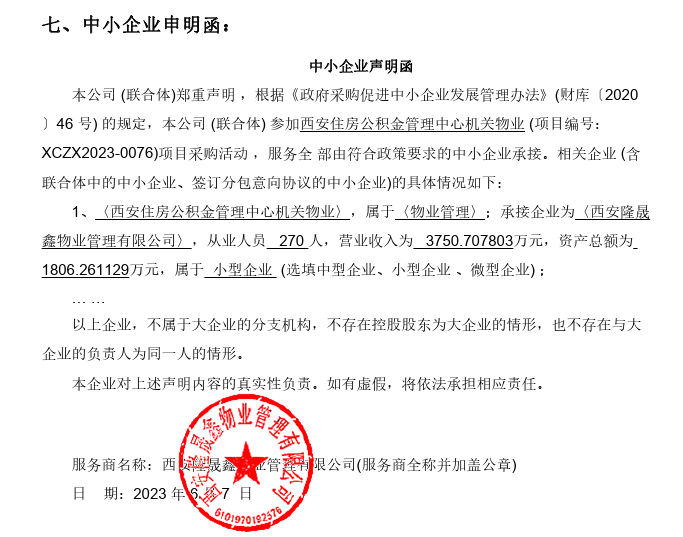 七、中小企业申明函：
中小企业声明函
本公司 (联合体)郑重声明 ，根据《政府采购促进中小企业发展管理办法》(财库〔2020
〕46 号) 的规定，本公司 (联合体) 参加西安住房公积金管理中心机关物业 (项目编号：
XCZX2023-0076)项目采购活动 ，服务全 部由符合政策要求的中小企业承接。相关企业 (含
联合体中的中小企业、签订分包意向协议的中小企业)的具体情况如下：
1、〈西安住房公积金管理中心机关物业〉，属于〈物业管理〉；承接企业为〈西安隆晟
鑫物业管理有限公司〉，从业人员 270 人，营业收入为 3750.707803万元，资产总额为
1806.261129万元，属于 小型企业 (选填中型企业、小型企业 、微型企业) ；
... ...
以上企业，不属于大企业的分支机构，不存在控股股东为大企业的情形，也不存在与大
企业的负责人为同一人的情形。
本企业对上述声明内容的真实性负责。如有虚假，将依法承担相应责任。
服务商名称：西安隆晟鑫物业管理有限公司(服务商全称并加盖公章)
日 期：2023 年 6 月 7 日
西安隆晟鑫物业管理有限公司
6101970192576